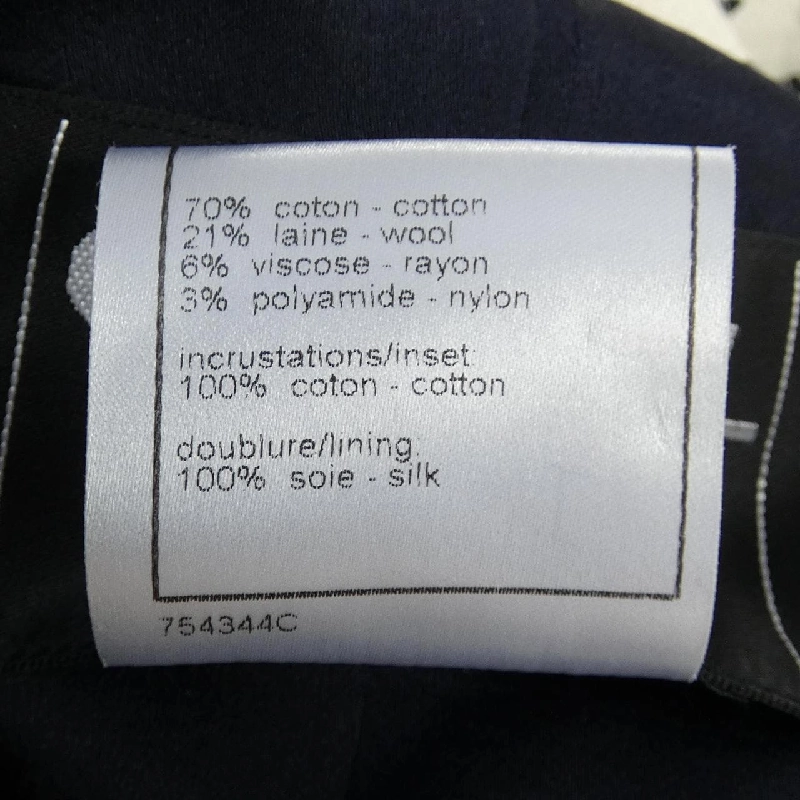 70% coton - cotton
21% laine - wool
6% viscose - rayon
3% polyamide - nylon
incrustations/inset:
100% coton - cotton
doublure/lining:
100% soie - silk
754344C